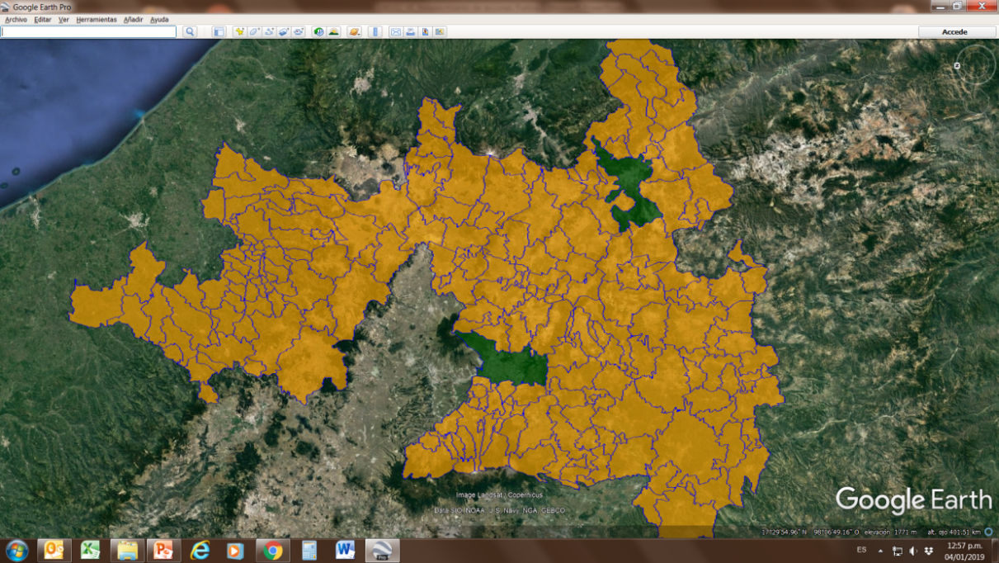 Google Earth Pro
Archivo Editar Ver Herramientas Añadir Ayuda
Accede
Image Landsat / Copernicus
Data SIO, NOAA, U.S. Navy, NGA, GEBCO
Google Earth
17°29'54.96" N 98°06'49.16" O elevación 1771 m alt. ojo 401.51 km
ES
12:57 p.m.
04/01/2019